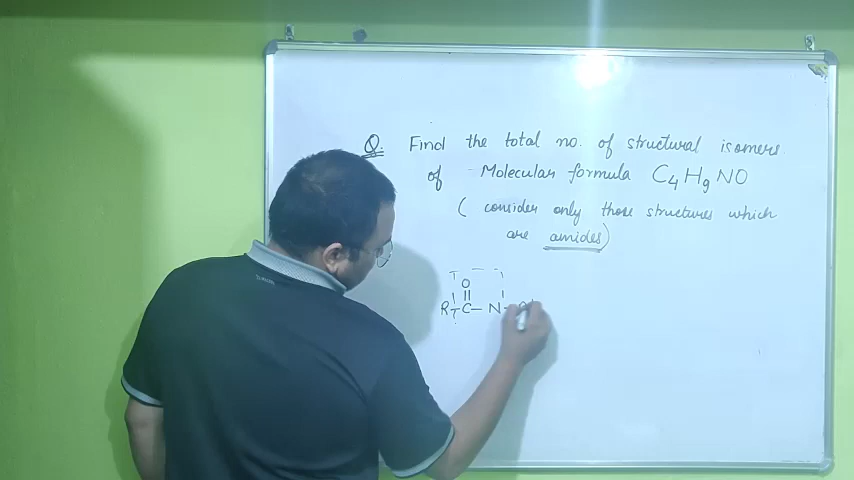 Q. Find the total no. of structural isomers
of Molecular formula C₄H₉NO
( consider only those structures which
are amides)
O
R-C-N-